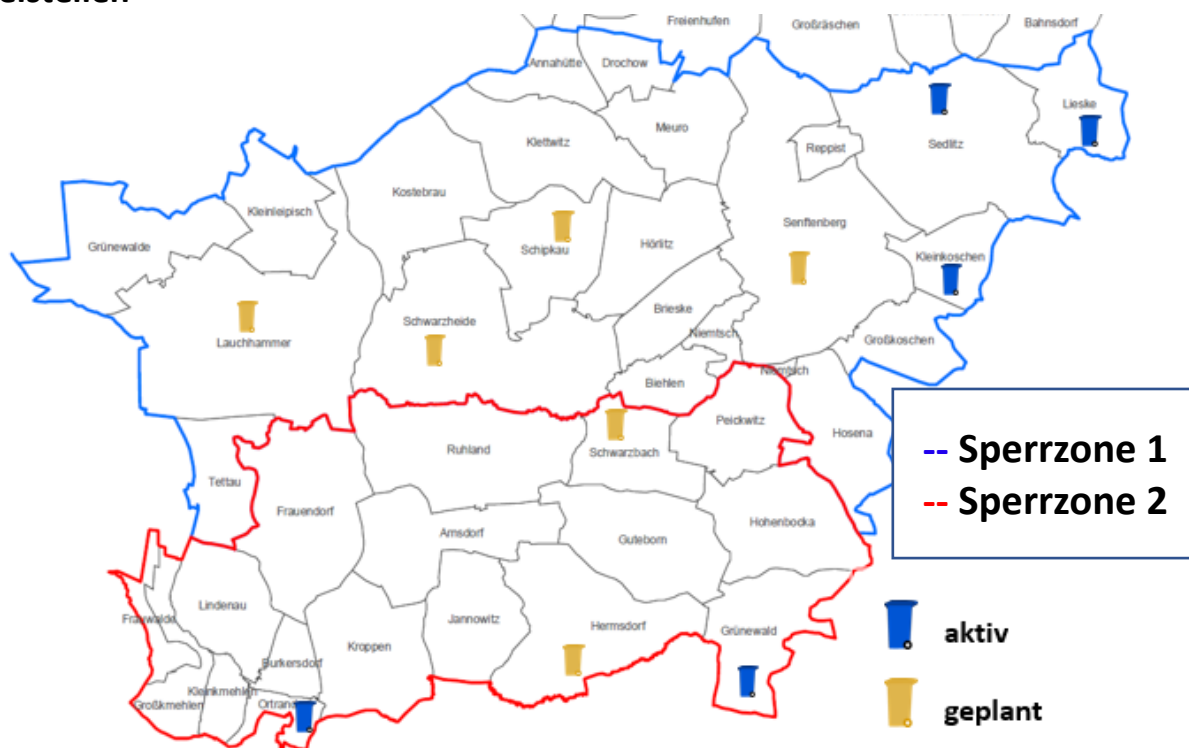 Freienhufen
Großräschen
Bahnsdorf
Annahütte
Drochow
Lieske
Meuro
Klettwitz
Reppist
Sedlitz
Kostebrau
Kleinleipisch
Grünewalde
Schipkau
Hörlitz
Senftenberg
Kleinkoschen
Brieske
Schwarzheide
Niemtsch
Großkoschen
Lauchhammer
Biehlen
Niemtsch
Peickwitz
Hosena
Ruhland
Schwarzbach
-- Sperrzone 1
-- Sperrzone 2
Tettau
Frauendorf
Arnsdorf
Guteborn
Hohenbocka
Lindenau
Frauwalde
Jannowitz
Hermsdorf
Grünewald
Kroppen
Burkersdorf
Kleinkmehlen
Großkmehlen
aktiv
geplant